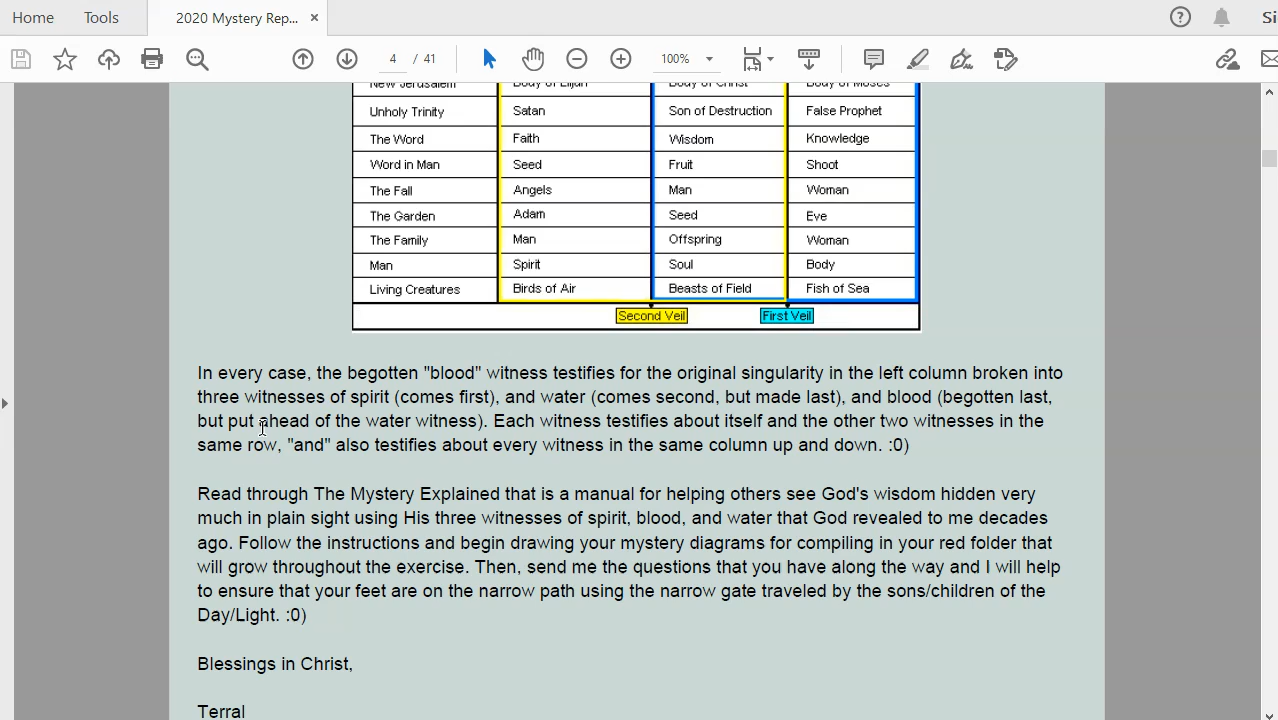 Home Tools 2020 Mystery Rep... × ? Si
4 / 41 100%
New Jerusalem Body of Elijah Body of Christ Body of Moses
Unholy Trinity Satan Son of Destruction False Prophet
The Word Faith Wisdom Knowledge
Word in Man Seed Fruit Shoot
The Fall Angels Man Woman
The Garden Adam Seed Eve
The Family Man Offspring Woman
Man Spirit Soul Body
Living Creatures Birds of Air Beasts of Field Fish of Sea
Second Veil First Veil
In every case, the begotten "blood" witness testifies for the original singularity in the left column broken into
three witnesses of spirit (comes first), and water (comes second, but made last), and blood (begotten last,
but put ahead of the water witness). Each witness testifies about itself and the other two witnesses in the
same row, "and" also testifies about every witness in the same column up and down. :0)
Read through The Mystery Explained that is a manual for helping others see God's wisdom hidden very
much in plain sight using His three witnesses of spirit, blood, and water that God revealed to me decades
ago. Follow the instructions and begin drawing your mystery diagrams for compiling in your red folder that
will grow throughout the exercise. Then, send me the questions that you have along the way and I will help
to ensure that your feet are on the narrow path using the narrow gate traveled by the sons/children of the
Day/Light. :0)
Blessings in Christ,
Terral